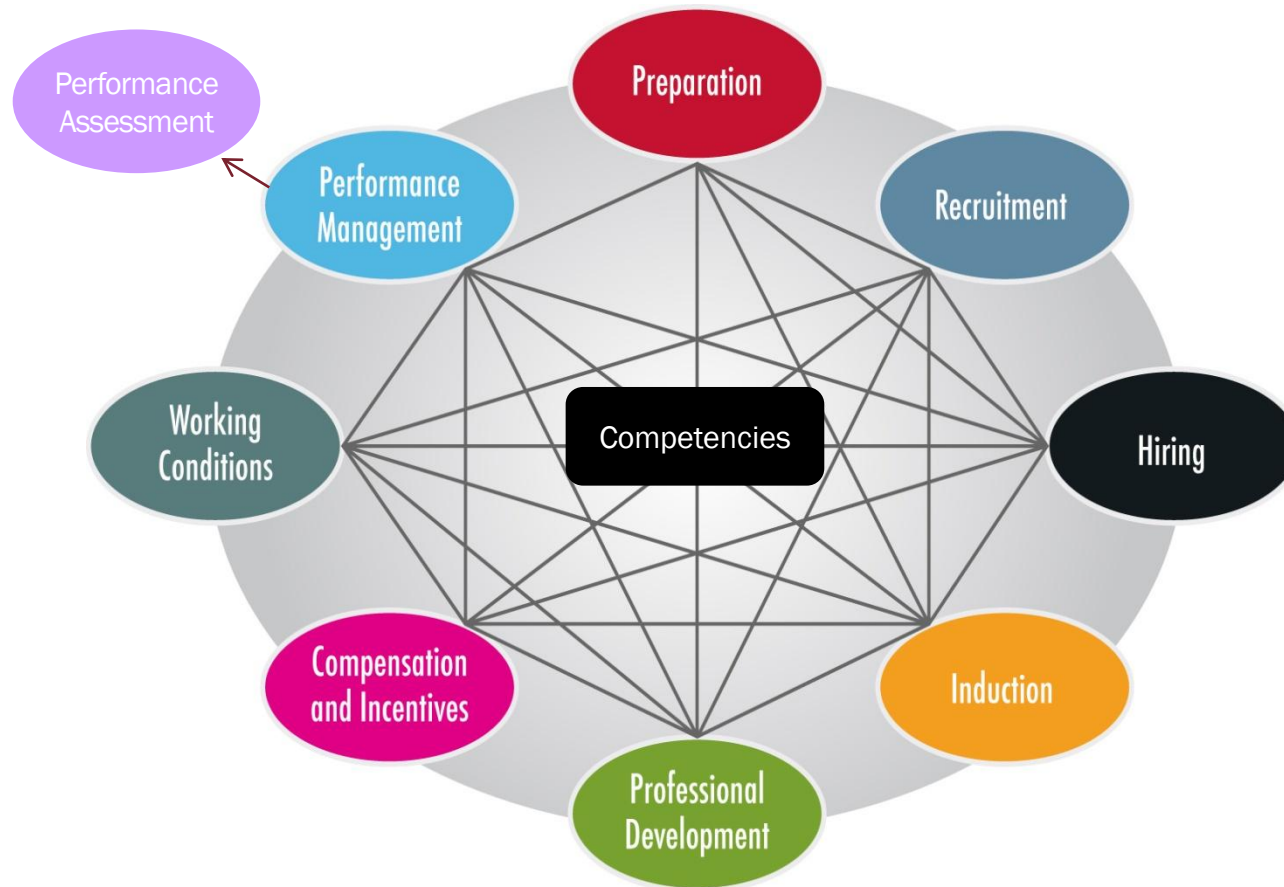 Performance
Assessment
Preparation
Performance
Management
Recruitment
Working
Conditions
Competencies
Hiring
Compensation
and Incentives
Induction
Professional
Development